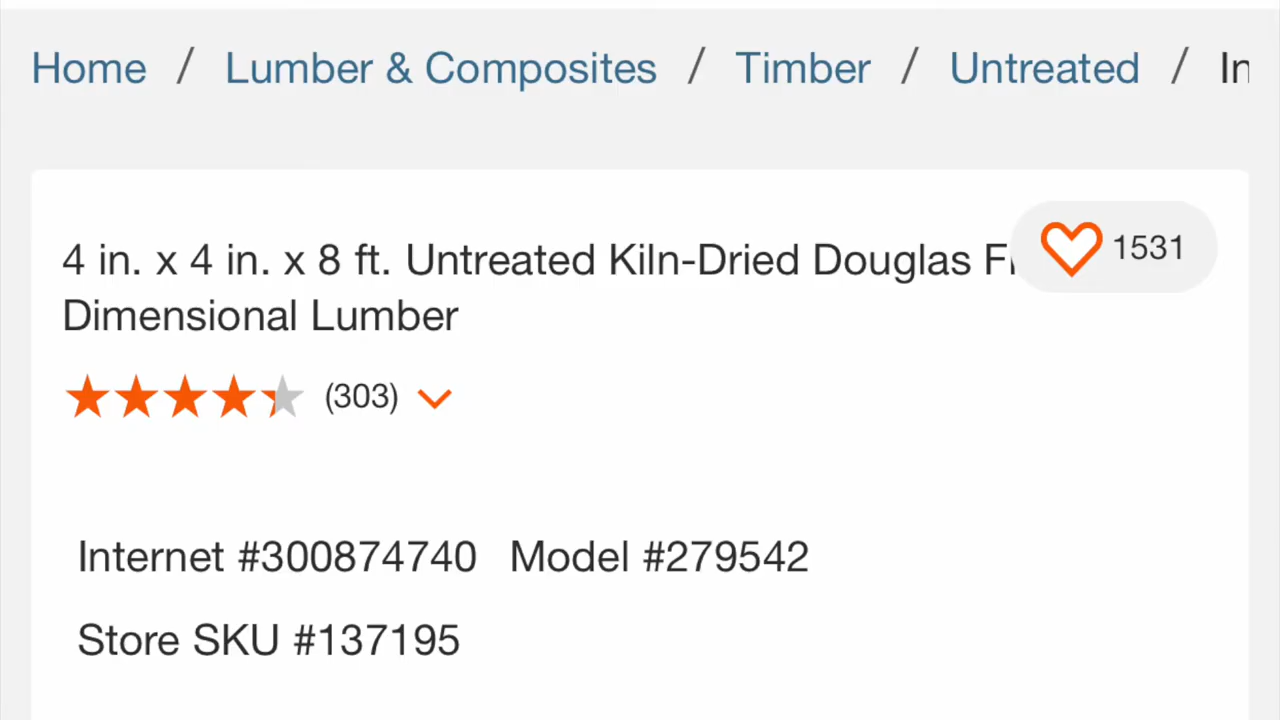 Home / Lumber & Composites / Timber / Untreated / In
4 in. x 4 in. x 8 ft. Untreated Kiln-Dried Douglas
1531
Dimensional Lumber
(303)
Internet #300874740 Model #279542
Store SKU #137195